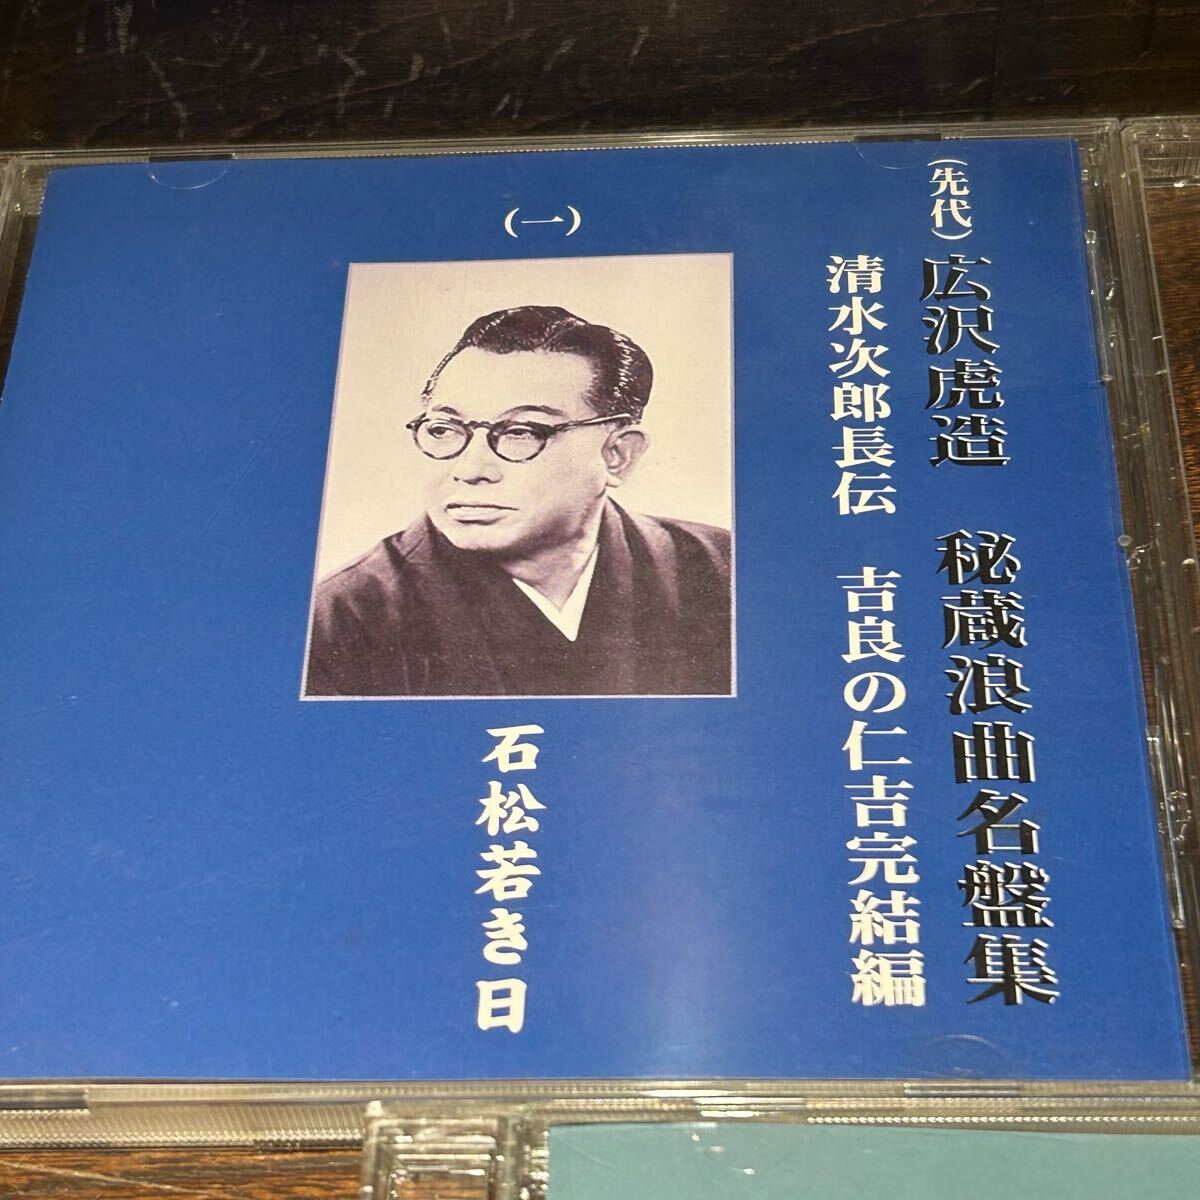 (先代)広沢虎造　秘蔵浪曲名盤集
清水次郎長伝　吉良の仁吉完結編
(一)
石松若き日